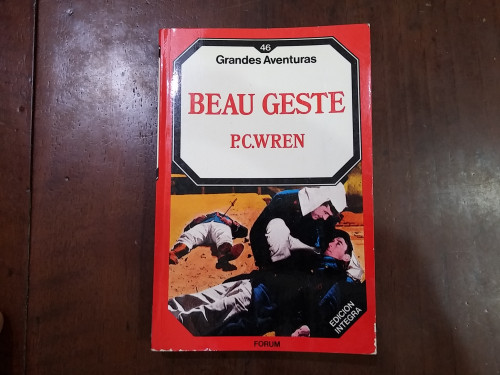 46
Grandes Aventuras
BEAU GESTE
P.C.WREN
EDICION
INTEGRA
FORUM